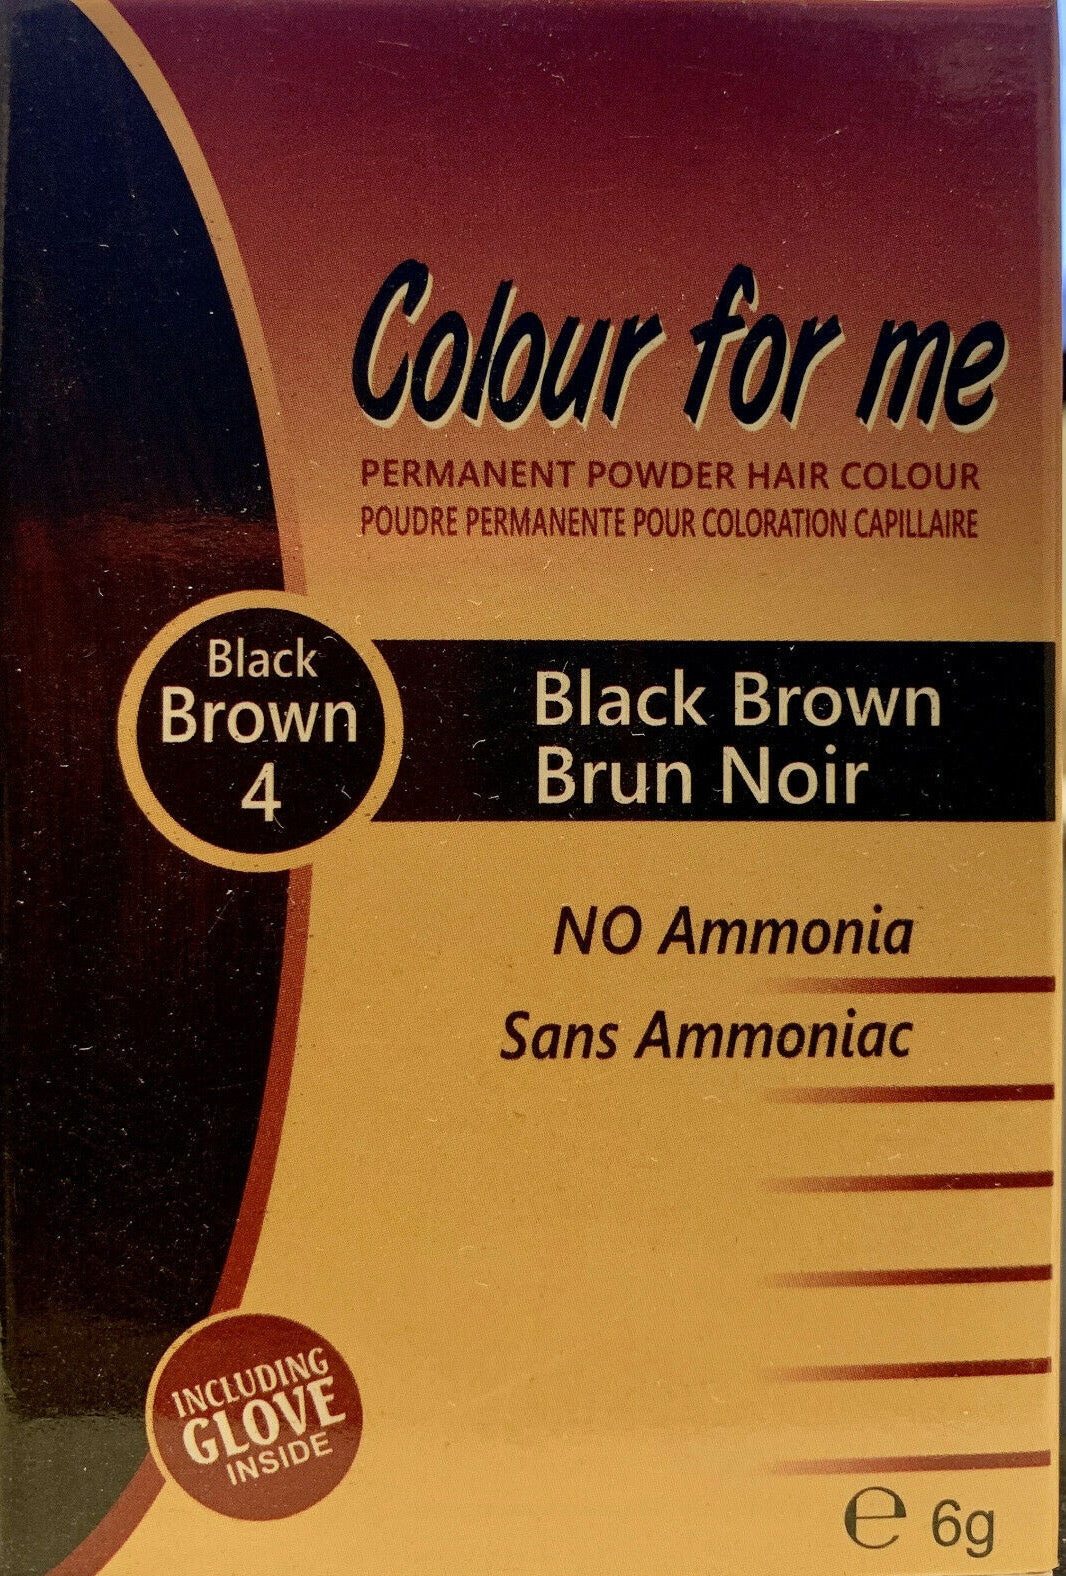 Colour for me
PERMANENT POWDER HAIR COLOUR
POUDRE PERMANENTE POUR COLORATION CAPILLAIRE
Black
Brown
4
Black Brown
Brun Noir
NO Ammonia
Sans Ammoniac
INCLUDING
GLOVE
INSIDE
℮ 6g